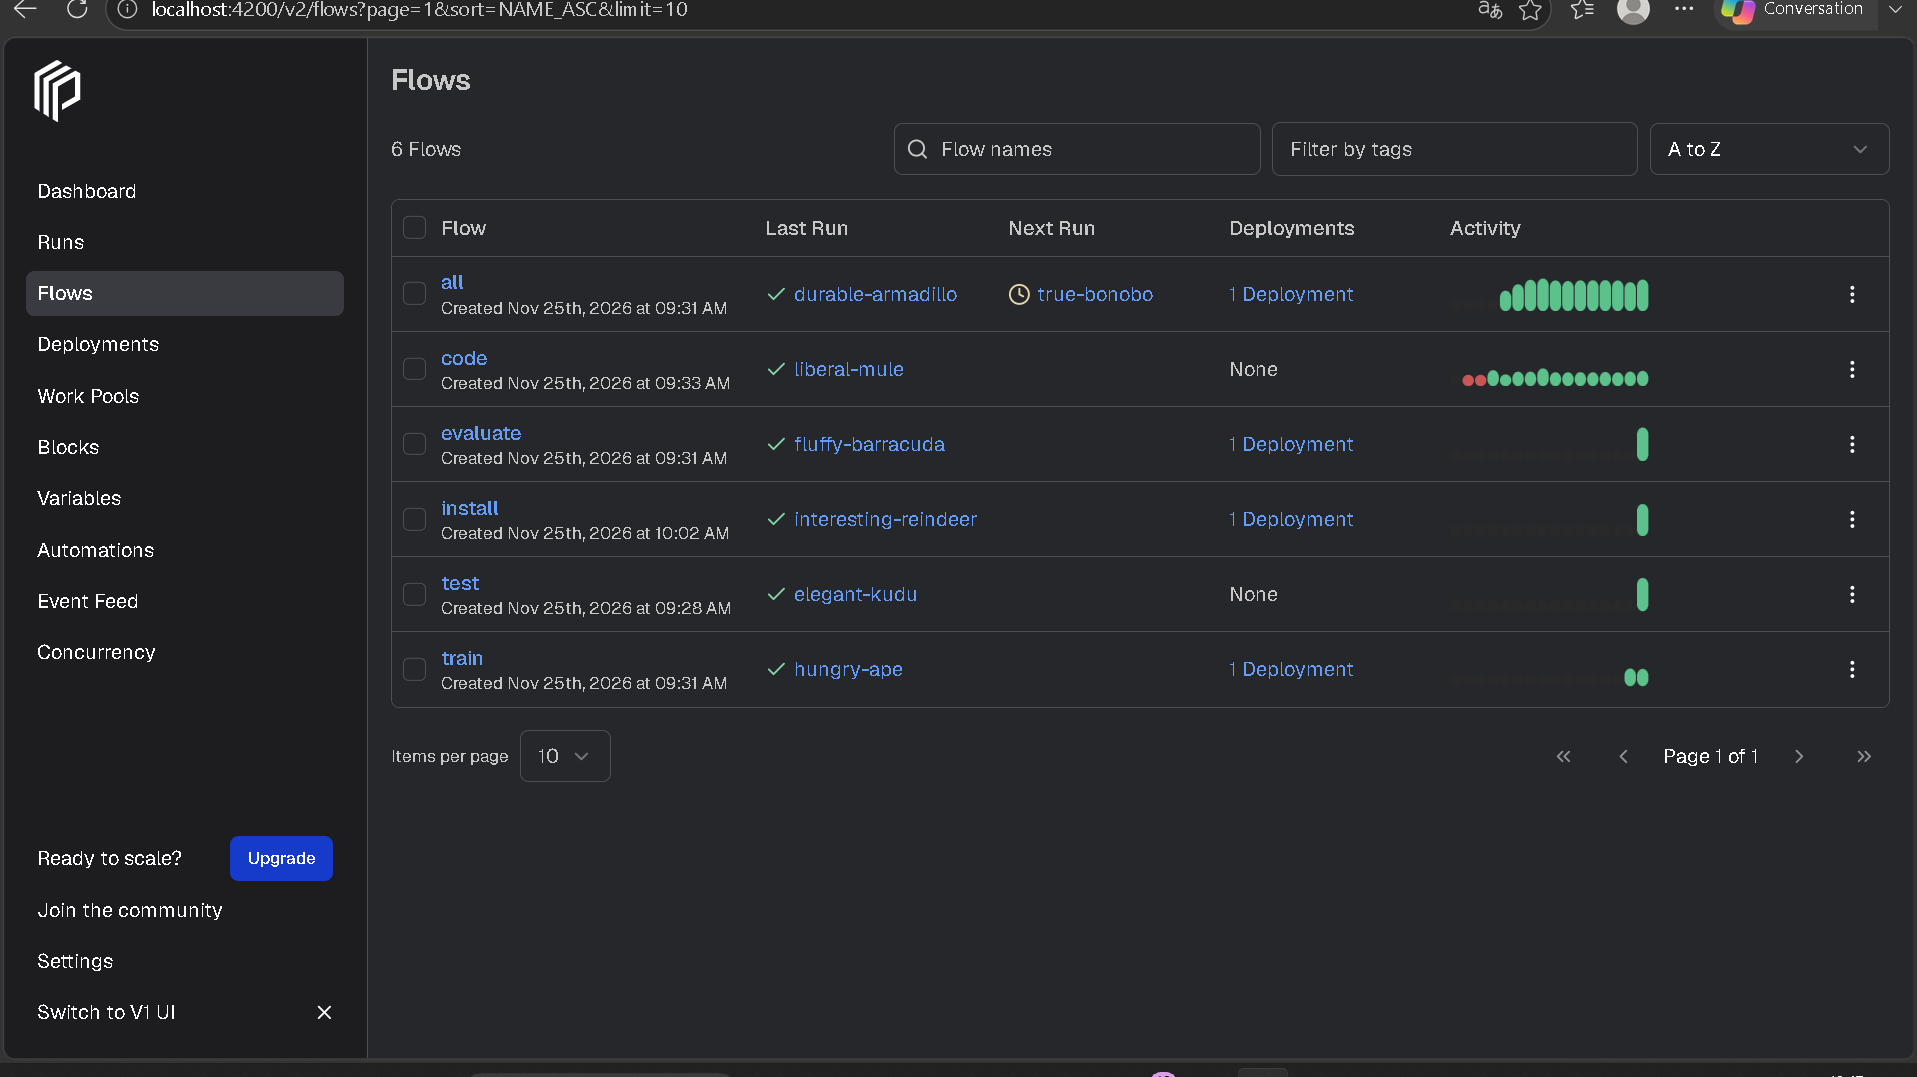 localhost:4200/v2/flows?page=1&sort=NAME_ASC&limit=10
Conversation
Flows
6 Flows
Flow names
Filter by tags
A to Z
Dashboard
Runs
Flows
Deployments
Work Pools
Blocks
Variables
Automations
Event Feed
Concurrency
Flow Last Run Next Run Deployments Activity
all
Created Nov 25th, 2026 at 09:31 AM
durable-armadillo
true-bonobo
1 Deployment
code
Created Nov 25th, 2026 at 09:33 AM
liberal-mule
None
evaluate
Created Nov 25th, 2026 at 09:31 AM
fluffy-barracuda
1 Deployment
install
Created Nov 25th, 2026 at 10:02 AM
interesting-reindeer
1 Deployment
test
Created Nov 25th, 2026 at 09:28 AM
elegant-kudu
None
train
Created Nov 25th, 2026 at 09:31 AM
hungry-ape
1 Deployment
Items per page 10
Page 1 of 1
Ready to scale?
Upgrade
Join the community
Settings
Switch to V1 UI